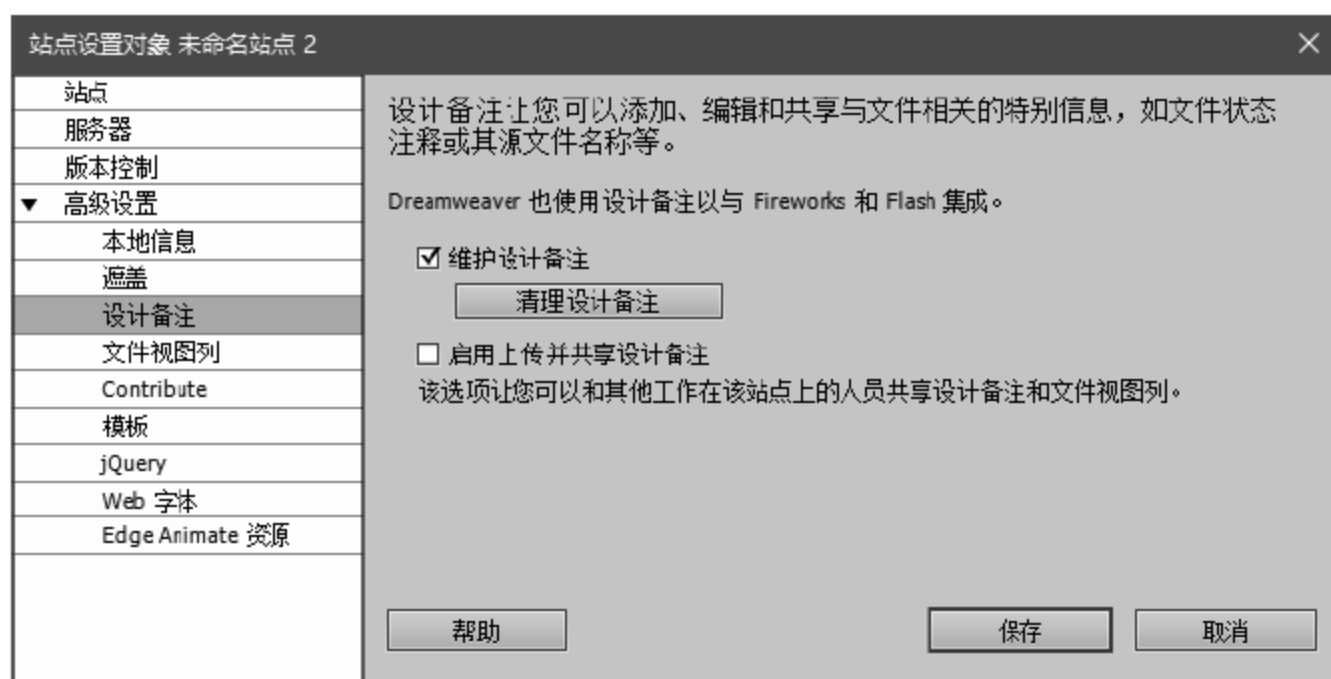 站点设置对象 未命名站点 2
站点
服务器
版本控制
高级设置
本地信息
遮盖
设计备注
文件视图列
Contribute
模板
jQuery
Web 字体
Edge Animate 资源
设计备注让您可以添加、编辑和共享与文件相关的特别信息，如文件状态
注释或其源文件名称等。
Dreamweaver 也使用设计备注以与 Fireworks 和 Flash 集成。
维护设计备注
清理设计备注
启用上传并共享设计备注
该选项让您可以和其他工作在该站点上的人员共享设计备注和文件视图列。
帮助
保存
取消